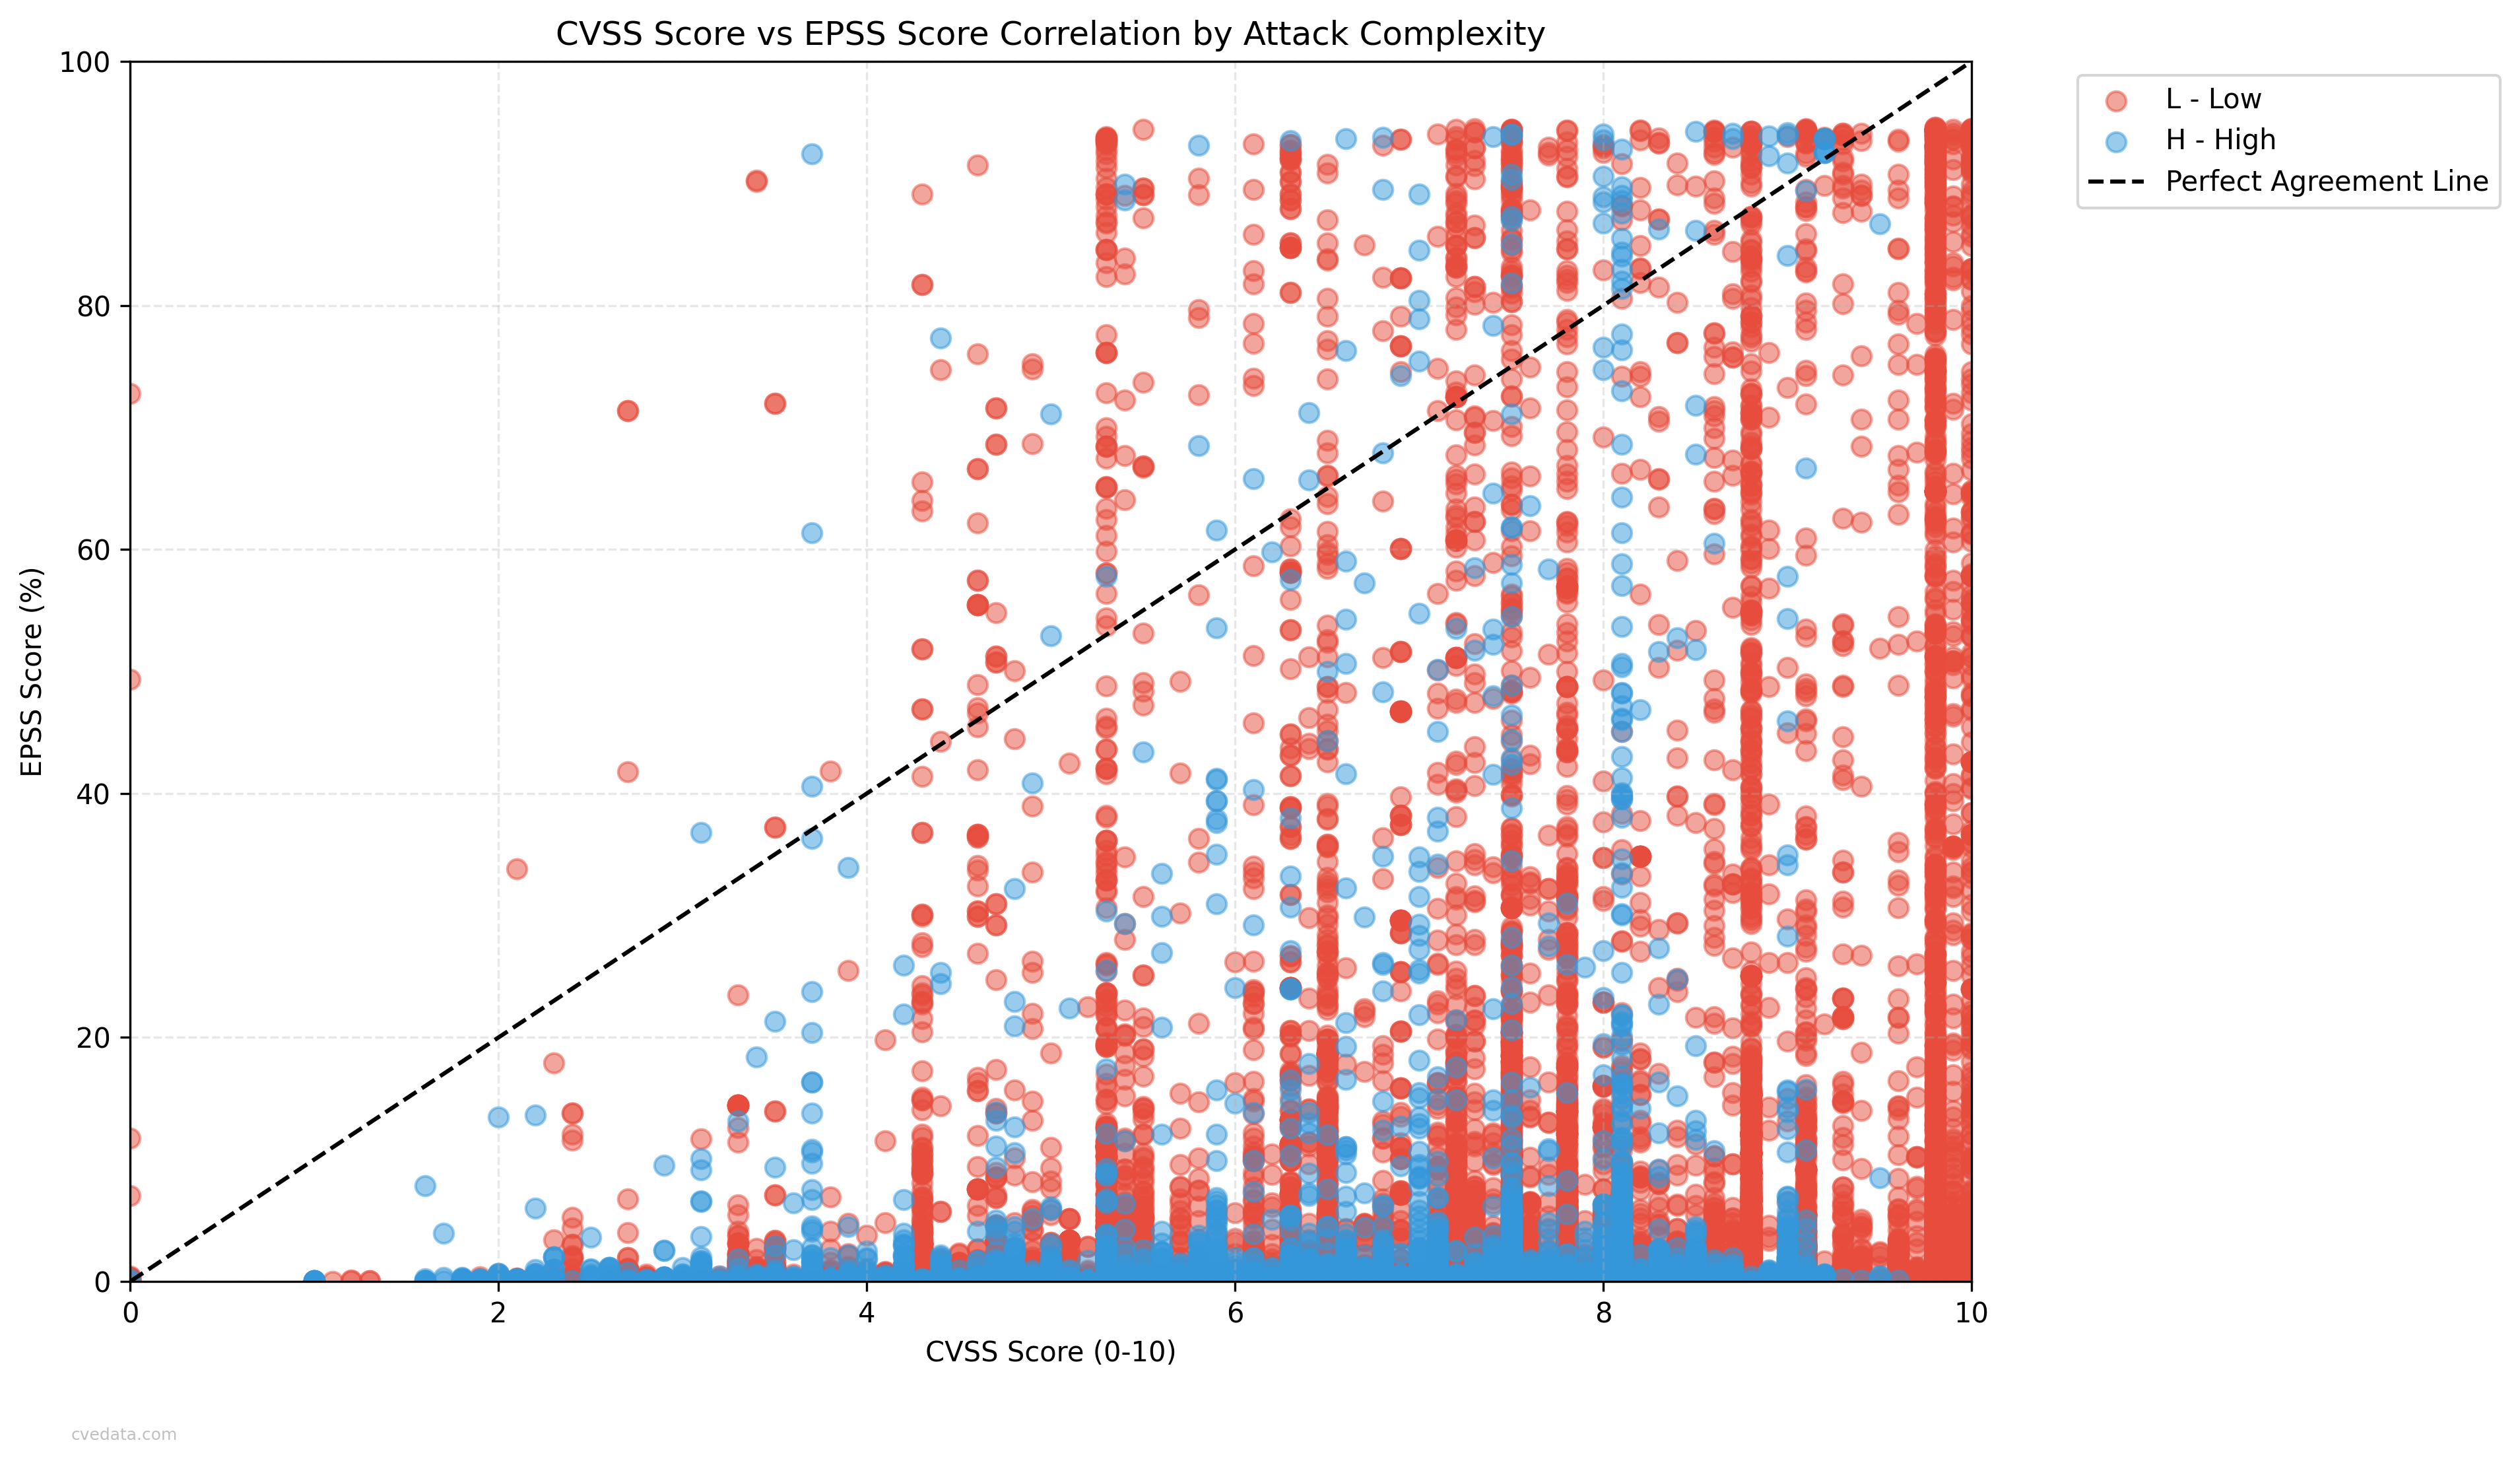 CVSS Score vs EPSS Score Correlation by Attack Complexity
L - Low
H - High
Perfect Agreement Line
EPSS Score (%)
100
80
60
40
20
0
0 2 4 6 8 10
CVSS Score (0-10)
cvedata.com